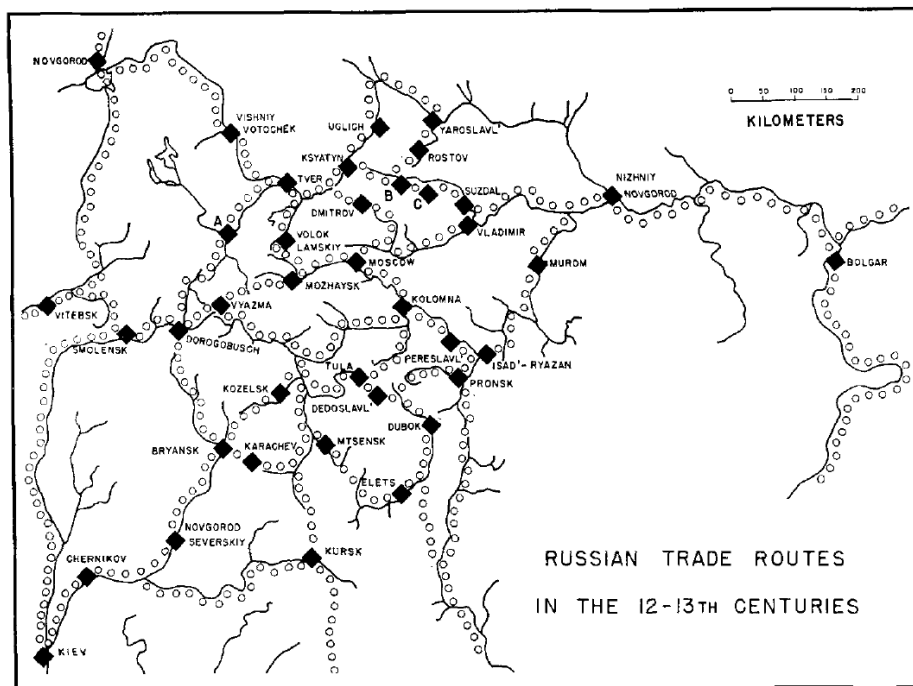 NOVGOROD
VISHNIY
VOTOCHEK
UGLICH
YAROSLAVL'
0 50 100 150 200
KILOMETERS
KSYATYN
ROSTOV
TVER
NIZHNIY
NOVGOROD
B
C
SUZDAL
DMITROV
A
VOLOK
LAMSKIY
VLADIMIR
MOSCOW
MUROM
BOLGAR
MOZHAYSK
VITEBSK
VYAZMA
KOLOMNA
SMOLENSK
DOROGOBUSCH
PERESLAVL'
ISAD'-RYAZAN
TULA
PRONSK
KOZELSK
DEDOSLAVL'
DUBOK
BRYANSK
KARACHEV
MTSENSK
ELETS
NOVGOROD
SEVERSKIY
KURSK
CHERNIKOV
KIEV
RUSSIAN TRADE ROUTES
IN THE 12-13TH CENTURIES